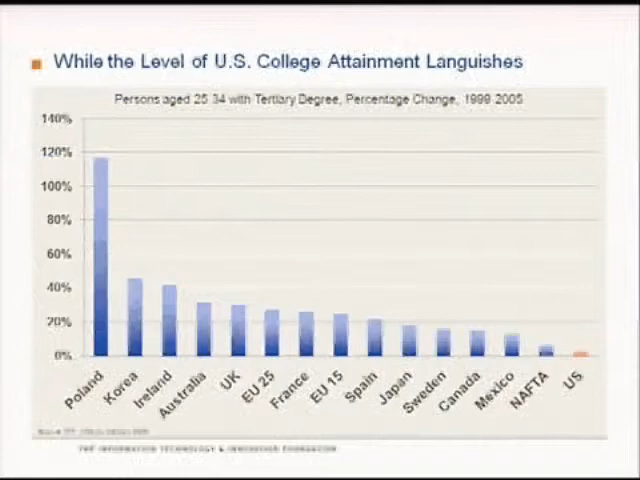 While the Level of U.S. College Attainment Languishes
Persons aged 25-34 with Tertiary Degree, Percentage Change, 1999-2005
140%
120%
100%
80%
60%
40%
20%
0%
Poland Korea Ireland Australia UK EU 25 France EU 15 Spain Japan Sweden Canada Mexico NAFTA US
THE INFORMATION TECHNOLOGY & INNOVATION FOUNDATION